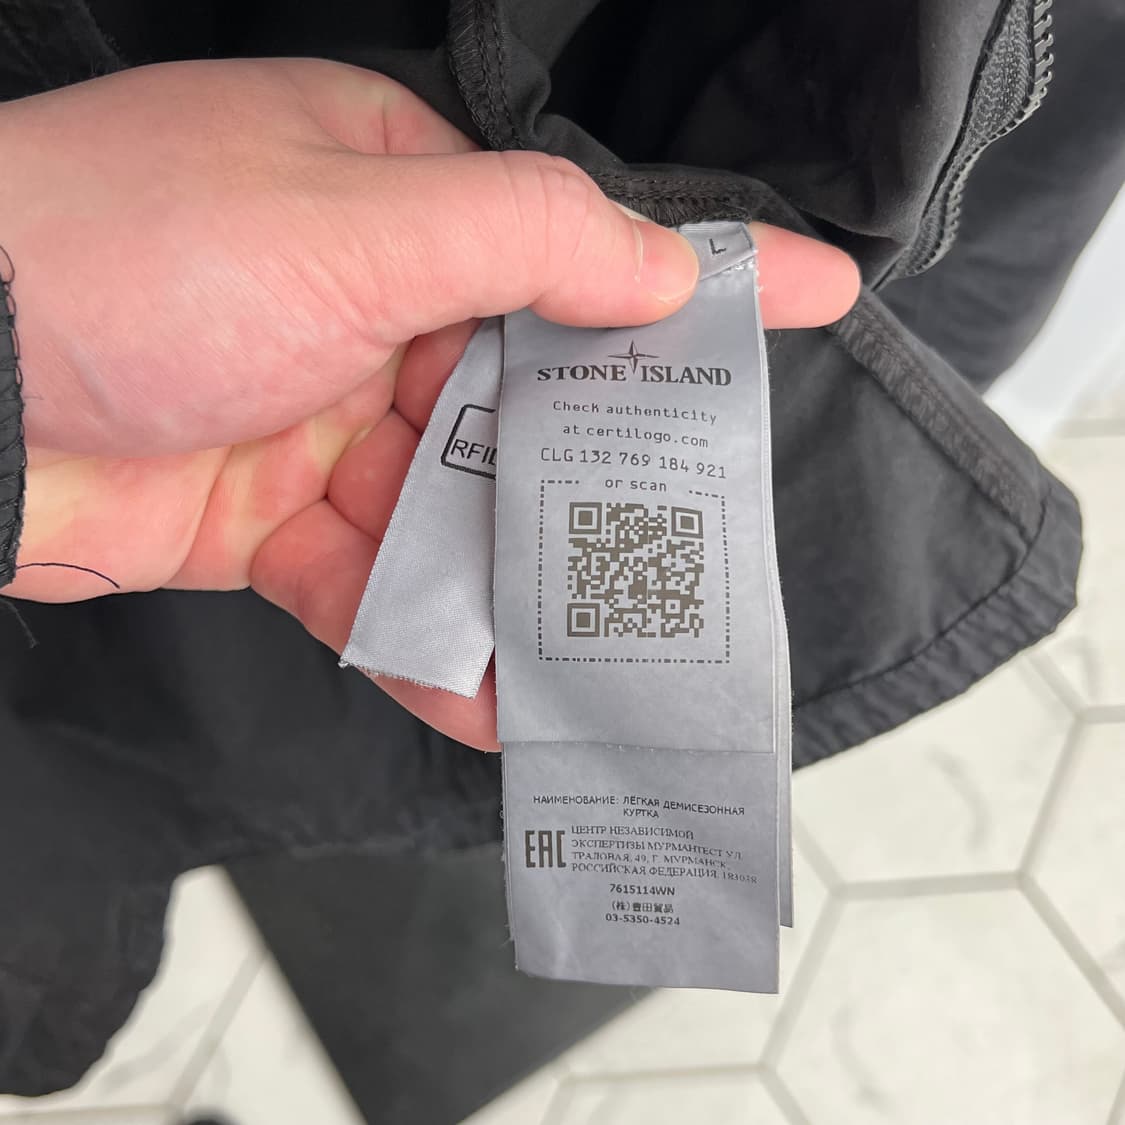 L
STONE ISLAND
Check authenticity
at certilogo.com
CLG 132 769 184 921
or scan
RFID
НАИМЕНОВАНИЕ: ЛЁГКАЯ ДЕМИСЕЗОННАЯ
КУРТКА
EAC
ЦЕНТР НЕЗАВИСИМОЙ
ЭКСПЕРТИЗЫ МУРМАНТЕСТ УЛ.
ТРАЛОВАЯ, 49, Г. МУРМАНСК,
РОССИЙСКАЯ ФЕДЕРАЦИЯ, 183038
7615114WN
(株)豊田貿易
03-5350-4524